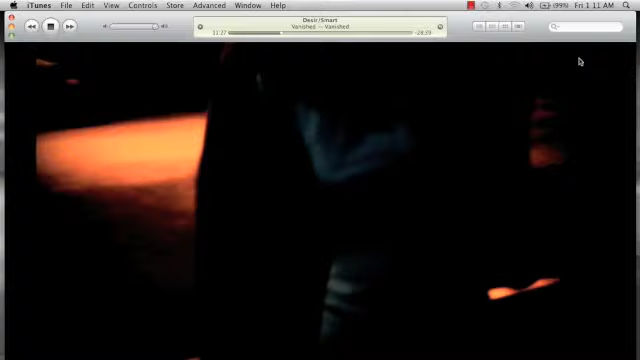 iTunes File Edit View Controls Store Advanced Window Help (99%) Fri 1:11 AM
Desir/Smart
Vanished — Vanished
11:27 -28:39